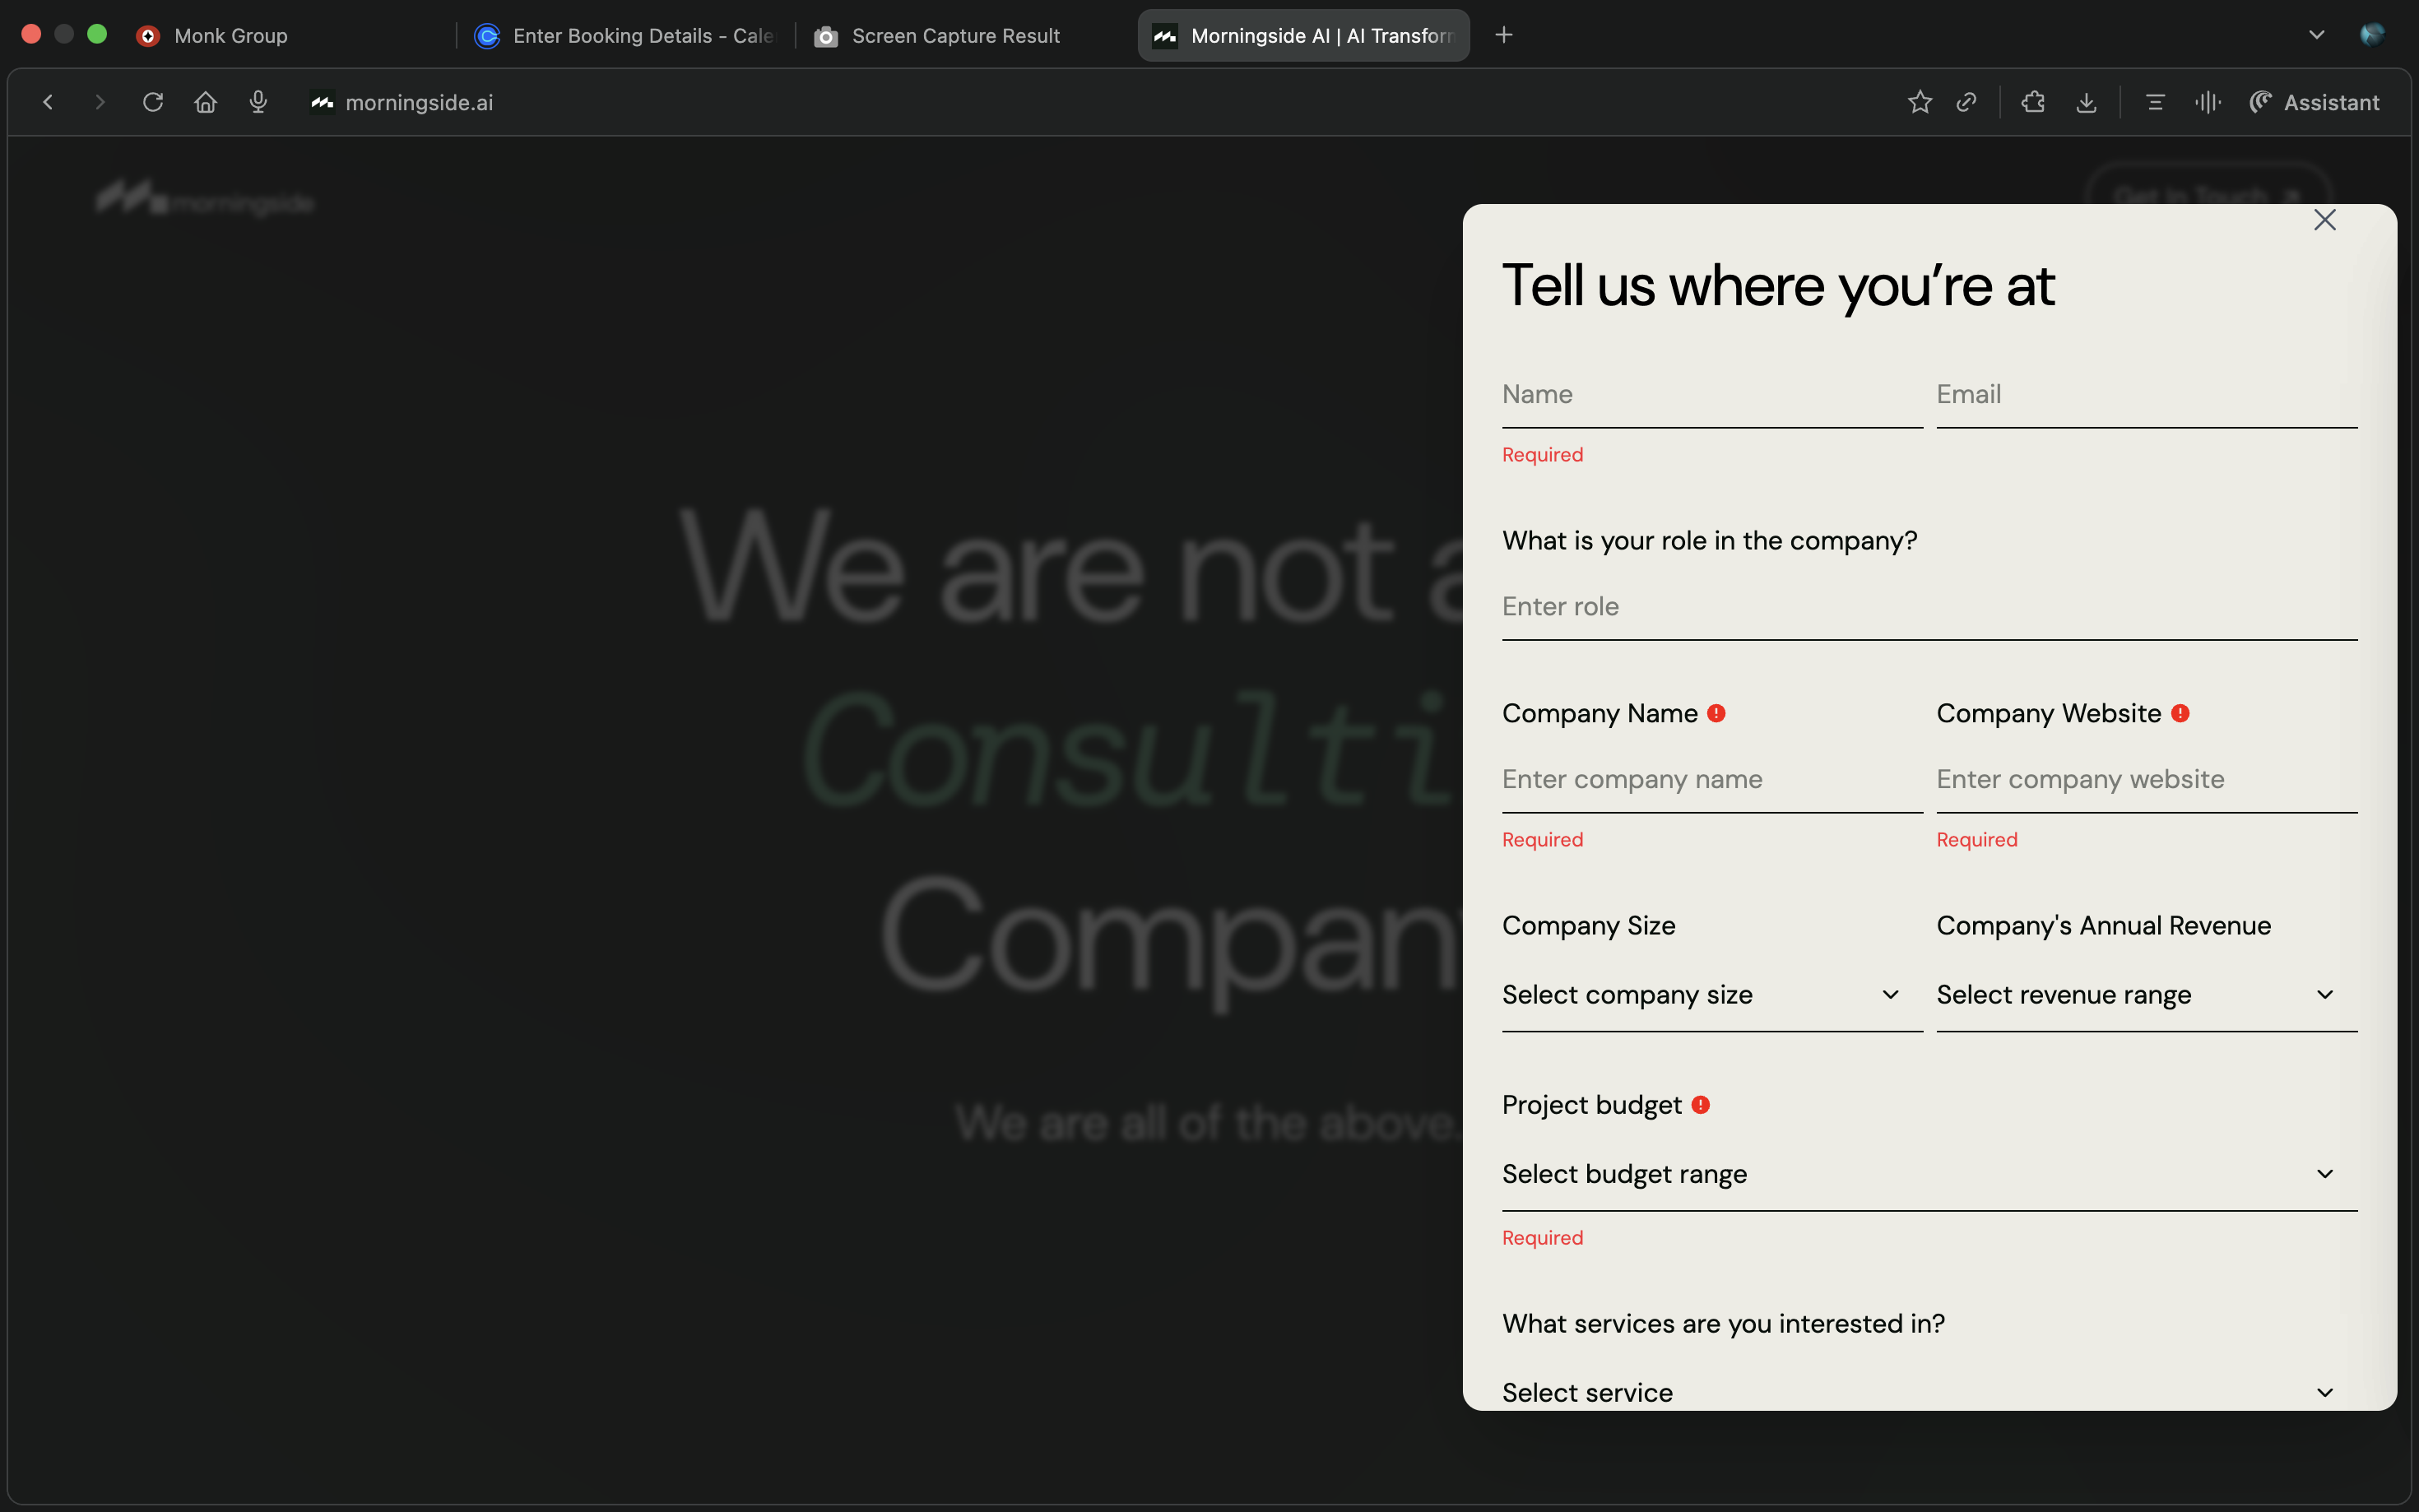 Monk Group
Enter Booking Details - Cale
Screen Capture Result
Morningside AI | AI Transfor
morningside.ai
Assistant
morningside
Get In Touch
Tell us where you’re at
Name
Email
Required
We are not a
What is your role in the company?
Enter role
Company Name
Company Website
Consulti
Enter company name
Enter company website
Required
Required
Compan
Company Size
Company's Annual Revenue
Select company size
Select revenue range
Project budget
We are all of the above.
Select budget range
Required
What services are you interested in?
Select service